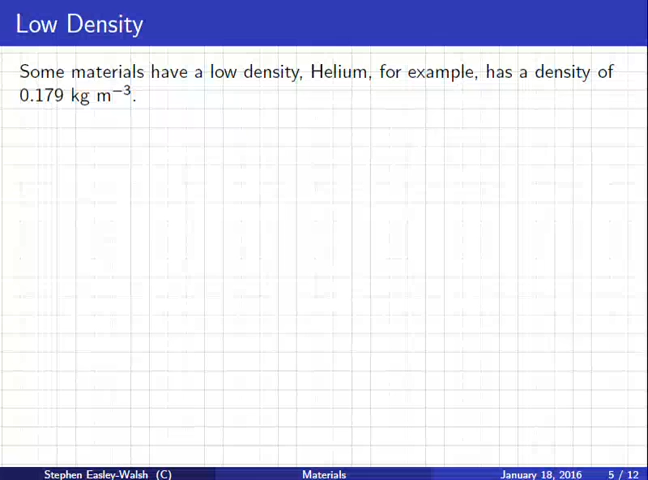 Low Density
Some materials have a low density, Helium, for example, has a density of
0.179 kg m⁻³.
Stephen Easley-Walsh (C) Materials January 18, 2016 5 / 12